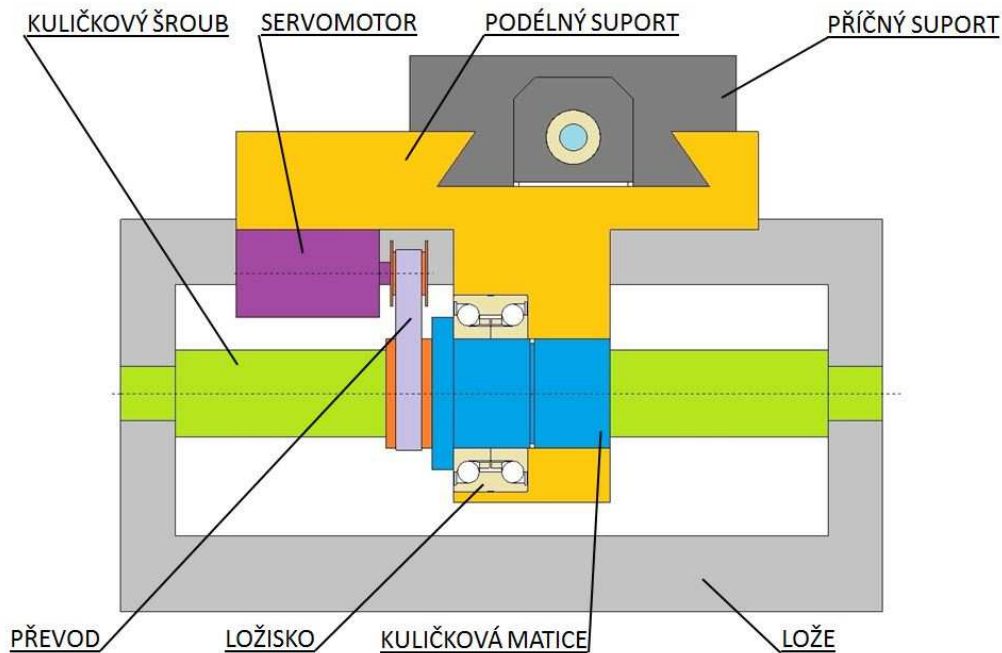 KULIČKOVÝ ŠROUB
SERVOMOTOR
PODÉLNÝ SUPORT
PŘÍČNÝ SUPORT
PŘEVOD
LOŽISKO
KULIČKOVÁ MATICE
LOŽE